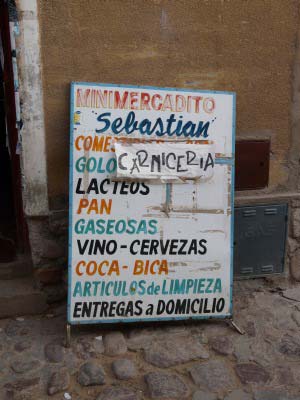 MINIMERCADITO
Sebastian
COME
GOLO
CARNICERIA
LACTEOS
PAN
GASEOSAS
VINO - CERVEZAS
COCA - BICA
ARTICULOS de LIMPIEZA
ENTREGAS a DOMICILIO